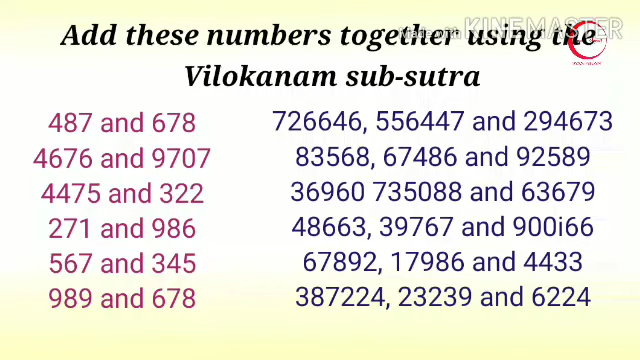 Made with KINEMASTER
Add these numbers together using the
Vilokanam sub-sutra
487 and 678
4676 and 9707
4475 and 322
271 and 986
567 and 345
989 and 678
726646, 556447 and 294673
83568, 67486 and 92589
36960 735088 and 63679
48663, 39767 and 900i66
67892, 17986 and 4433
387224, 23239 and 6224